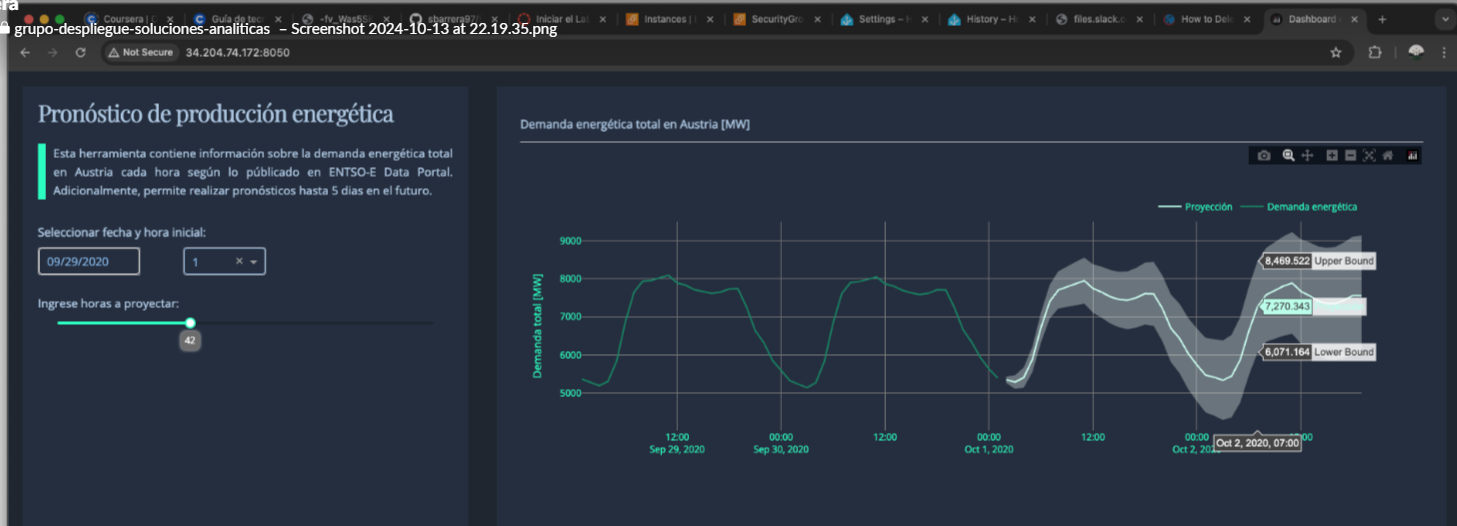 era
Coursera | C
Guía de teor
-fv_Was5S
sbarrera97
Iniciar el La
Instances |
SecurityGro
Settings – H
History – H
files.slack.c
How to Dele
Dashboard
grupo-despliegue-soluciones-analiticas – Screenshot 2024-10-13 at 22.19.35.png
Not Secure 34.204.74.172:8050
Pronóstico de producción energética
Esta herramienta contiene información sobre la demanda energética total
en Austria cada hora según lo públicado en ENTSO-E Data Portal.
Adicionalmente, permite realizar pronósticos hasta 5 dias en el futuro.
Seleccionar fecha y hora inicial:
09/29/2020
1
Ingrese horas a proyectar:
42
Demanda energética total en Austria [MW]
Proyección Demanda energética
Demanda total [MW]
9000
8000
7000
6000
5000
8,469.522 Upper Bound
7,270.343
6,071.164 Lower Bound
12:00
Sep 29, 2020
00:00
Sep 30, 2020
12:00
00:00
Oct 1, 2020
12:00
00:00
Oct 2, 202
Oct 2, 2020, 07:00